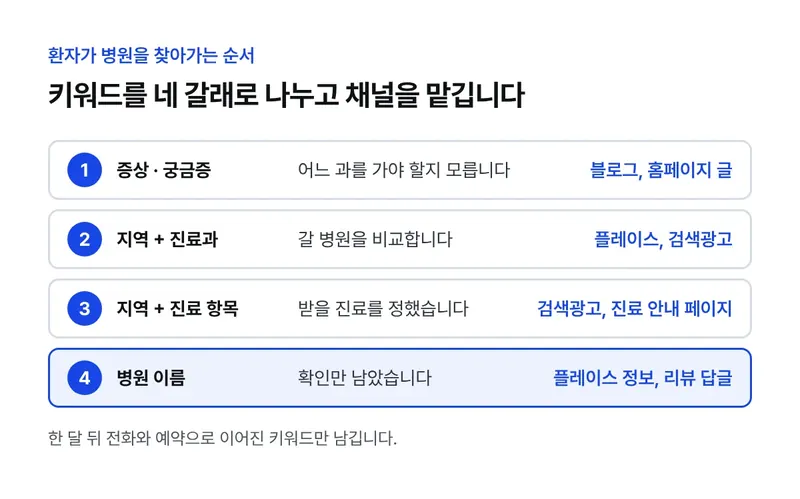 환자가 병원을 찾아가는 순서
키워드를 네 갈래로 나누고 채널을 맡깁니다
1 증상 · 궁금증 어느 과를 가야 할지 모릅니다 블로그, 홈페이지 글
2 지역 + 진료과 갈 병원을 비교합니다 플레이스, 검색광고
3 지역 + 진료 항목 받을 진료를 정했습니다 검색광고, 진료 안내 페이지
4 병원 이름 확인만 남았습니다 플레이스 정보, 리뷰 답글
한 달 뒤 전화와 예약으로 이어진 키워드만 남깁니다.